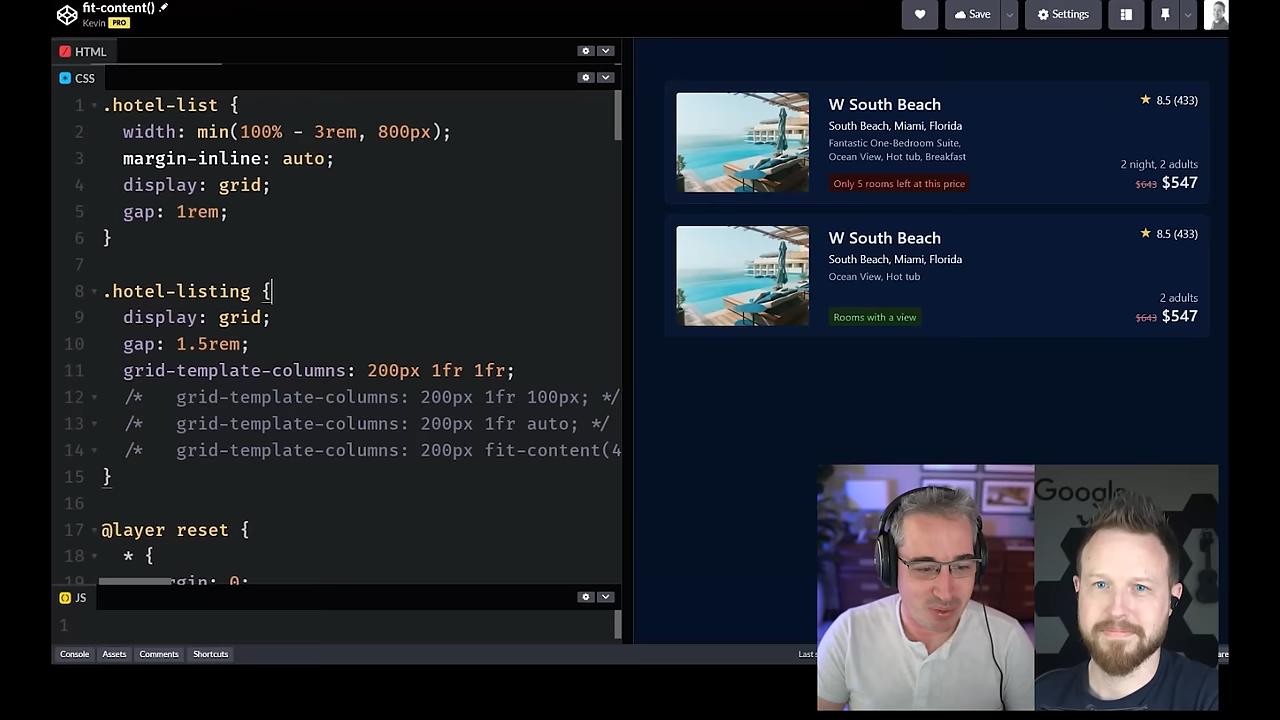 fit-content()
Kevin PRO
Save
Settings
HTML
CSS
1 .hotel-list {
2 width: min(100% - 3rem, 800px);
3 margin-inline: auto;
4 display: grid;
5 gap: 1rem;
6 }
7
8 .hotel-listing {
9 display: grid;
10 gap: 1.5rem;
11 grid-template-columns: 200px 1fr 1fr;
12 /* grid-template-columns: 200px 1fr 100px; */
13 /* grid-template-columns: 200px 1fr auto; */
14 /* grid-template-columns: 200px fit-content(4
15 }
16
17 @layer reset {
18 * {
JS
1
Console Assets Comments Shortcuts
W South Beach
★ 8.5 (433)
South Beach, Miami, Florida
Fantastic One-Bedroom Suite,
Ocean View, Hot tub, Breakfast
2 night, 2 adults
Only 5 rooms left at this price
$643 $547
W South Beach
★ 8.5 (433)
South Beach, Miami, Florida
Ocean View, Hot tub
2 adults
Rooms with a view
$643 $547
Google